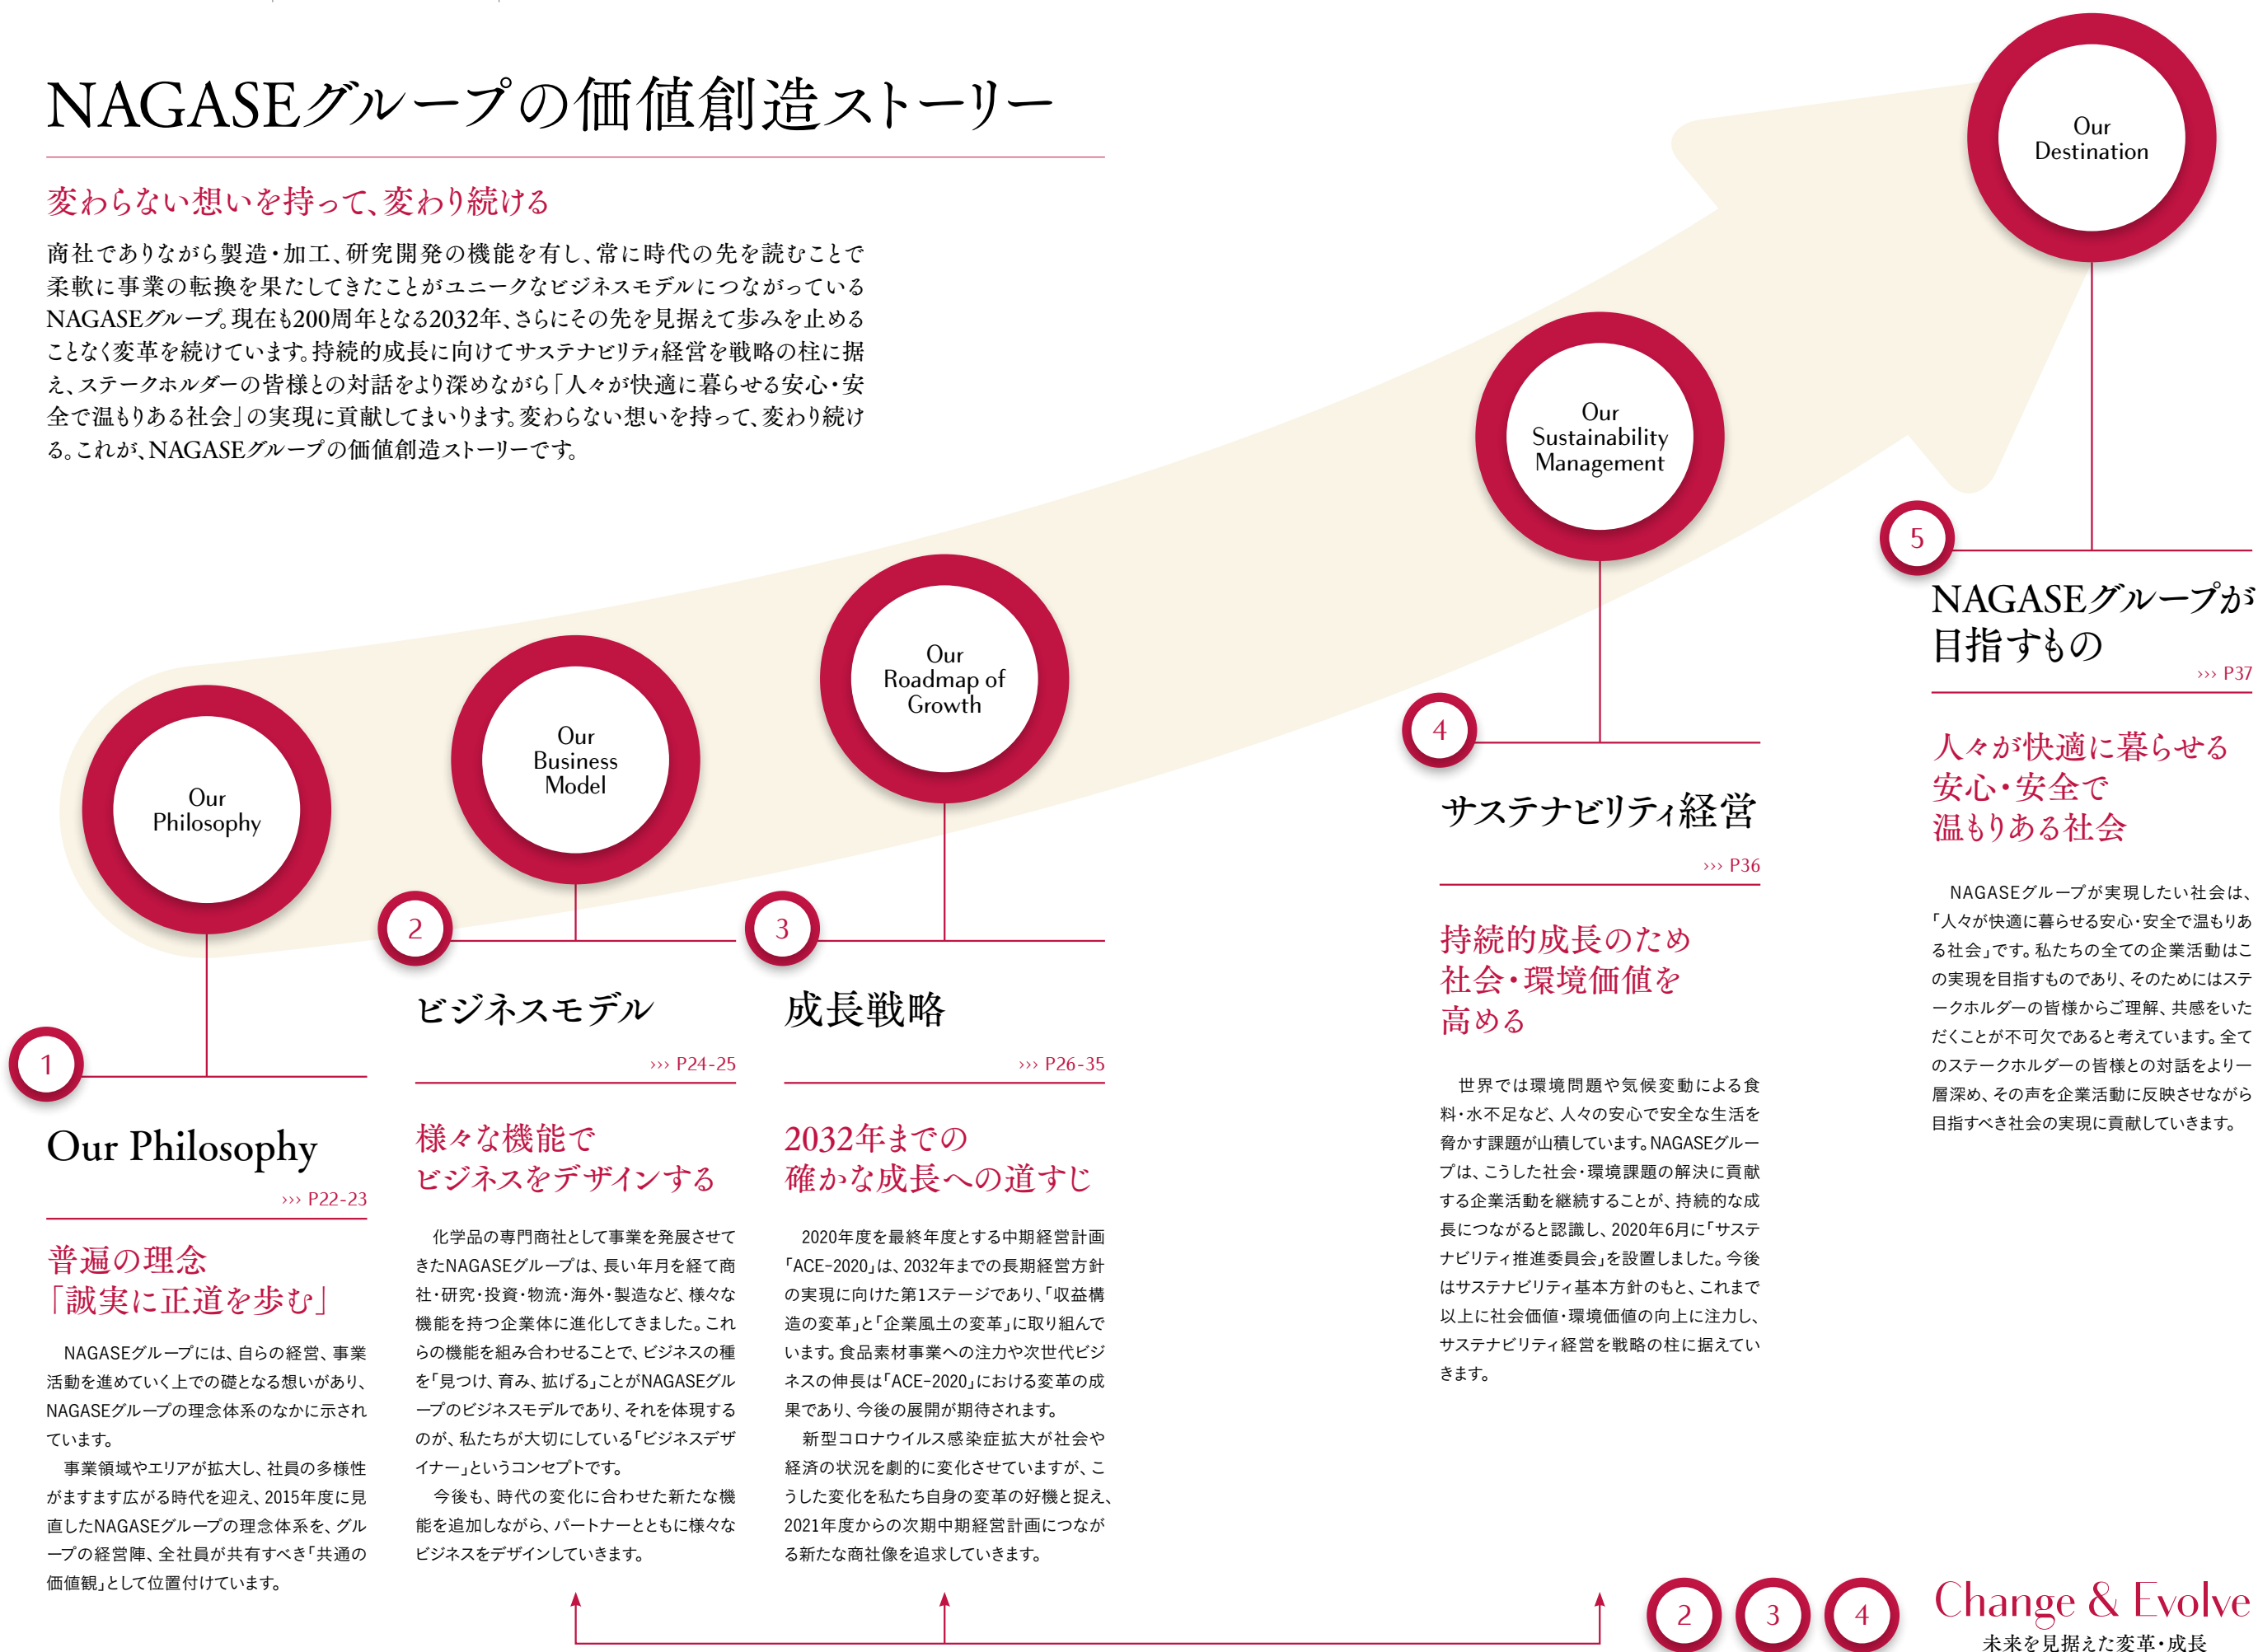 NAGASEグループの価値創造ストーリー
変わらない想いを持って、変わり続ける
商社でありながら製造・加工、研究開発の機能を有し、常に時代の先を読むことで
柔軟に事業の転換を果たしてきたことがユニークなビジネスモデルにつながっている
NAGASEグループ。現在も200周年となる2032年、さらにその先を見据えて歩みを止める
ことなく変革を続けています。持続的成長に向けてサステナビリティ経営を戦略の柱に据
え、ステークホルダーの皆様との対話をより深めながら「人々が快適に暮らせる安心・安
全で温もりある社会」の実現に貢献してまいります。変わらない想いを持って、変わり続け
る。これが、NAGASEグループの価値創造ストーリーです。
Our
Philosophy
1
Our Philosophy
››› P22-23
普遍の理念
「誠実に正道を歩む」
NAGASEグループには、自らの経営、事業
活動を進めていく上での礎となる想いがあり、
NAGASEグループの理念体系のなかに示され
ています。
事業領域やエリアが拡大し、社員の多様性
がますます広がる時代を迎え、2015年度に見
直したNAGASEグループの理念体系を、グル
ープの経営陣、全社員が共有すべき「共通の
価値観」として位置付けています。
Our
Business
Model
2
ビジネスモデル
››› P24-25
様々な機能で
ビジネスをデザインする
化学品の専門商社として事業を発展させて
きたNAGASEグループは、長い年月を経て商
社・研究・投資・物流・海外・製造など、様々な
機能を持つ企業体に進化してきました。これ
らの機能を組み合わせることで、ビジネスの種
を「見つけ、育み、拡げる」ことがNAGASEグル
ープのビジネスモデルであり、それを体現する
のが、私たちが大切にしている「ビジネスデザ
イナー」というコンセプトです。
今後も、時代の変化に合わせた新たな機
能を追加しながら、パートナーとともに様々な
ビジネスをデザインしていきます。
Our
Roadmap of
Growth
3
成長戦略
››› P26-35
2032年までの
確かな成長への道すじ
2020年度を最終年度とする中期経営計画
「ACE-2020」は、2032年までの長期経営方針
の実現に向けた第1ステージであり、「収益構
造の変革」と「企業風土の変革」に取り組んで
います。食品素材事業への注力や次世代ビジ
ネスの伸長は「ACE-2020」における変革の成
果であり、今後の展開が期待されます。
新型コロナウイルス感染症拡大が社会や
経済の状況を劇的に変化させていますが、こ
うした変化を私たち自身の変革の好機と捉え、
2021年度からの次期中期経営計画につなが
る新たな商社像を追求していきます。
Our
Sustainability
Management
4
サステナビリティ経営
››› P36
持続的成長のため
社会・環境価値を
高める
世界では環境問題や気候変動による食
料・水不足など、人々の安心で安全な生活を
脅かす課題が山積しています。NAGASEグルー
プは、こうした社会・環境課題の解決に貢献
する企業活動を継続することが、持続的な成
長につながると認識し、2020年6月に「サステ
ナビリティ推進委員会」を設置しました。今後
はサステナビリティ基本方針のもと、これまで
以上に社会価値・環境価値の向上に注力し、
サステナビリティ経営を戦略の柱に据えてい
きます。
Our
Destination
5
NAGASEグループが
目指すもの
››› P37
人々が快適に暮らせる
安心・安全で
温もりある社会
NAGASEグループが実現したい社会は、
「人々が快適に暮らせる安心・安全で温もりあ
る社会」です。私たちの全ての企業活動はこ
の実現を目指すものであり、そのためにはステ
ークホルダーの皆様からご理解、共感をいた
だくことが不可欠であると考えています。全て
のステークホルダーの皆様との対話をより一
層深め、その声を企業活動に反映させながら
目指すべき社会の実現に貢献していきます。
2 3 4
Change & Evolve
未来を見据えた変革・成長